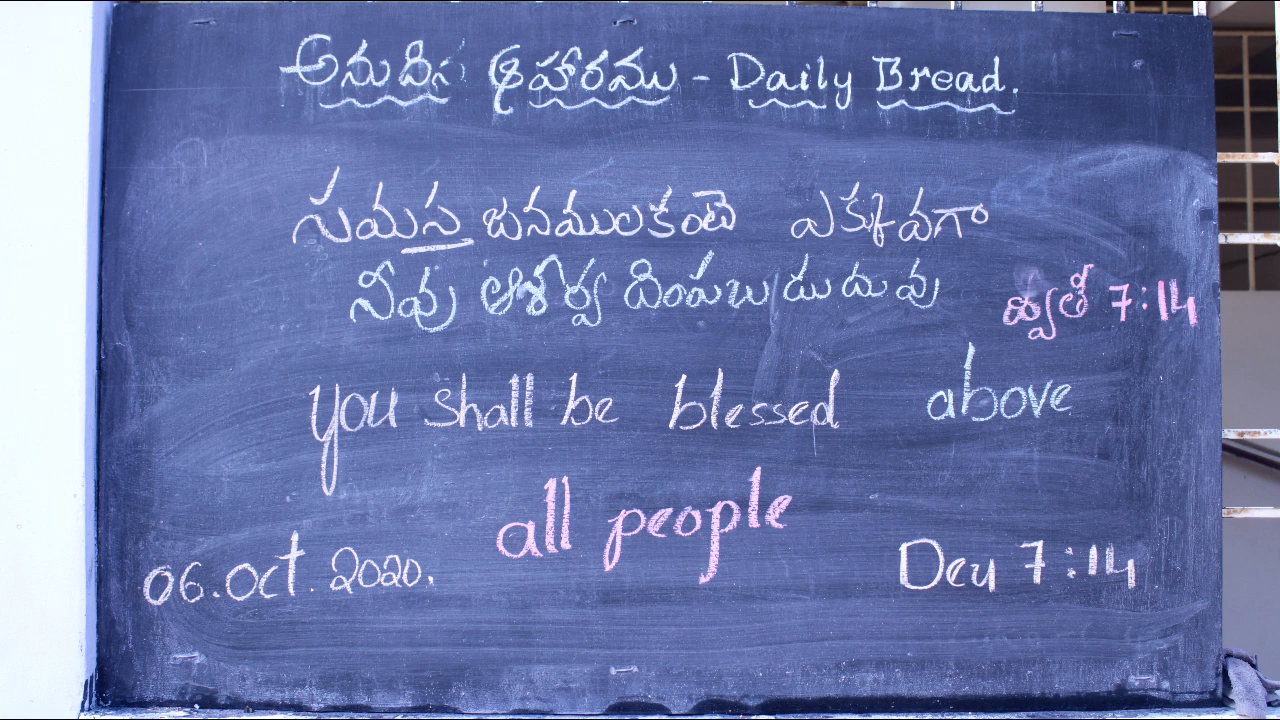 అనుదిన ఆహారము - Daily Bread.
సమస్త జనములకంటె ఎక్కువగా
నీవు ఆశీర్వదింపబుడుదువు
ద్వితీ 7:14
you shall be blessed above
all people
06.Oct.2020.
Deu 7:14